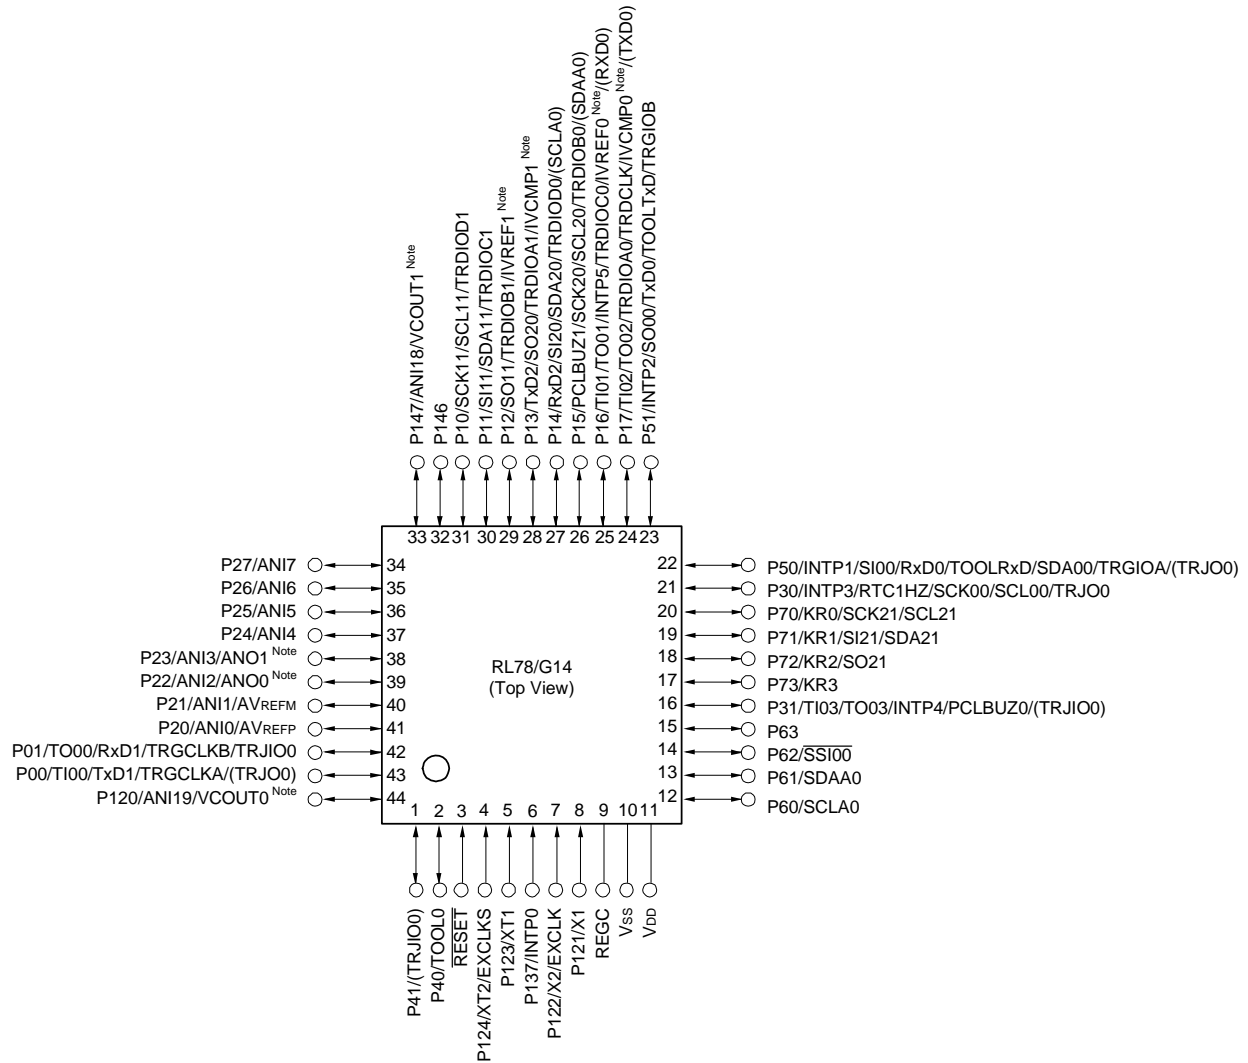 P147/ANI18/VCOUT1 Note
P146
P10/SCK11/SCL11/TRDIOD1
P11/SI11/SDA11/TRDIOC1
P12/SO11/TRDIOB1/IVREF1 Note
P13/TxD2/SO20/TRDIOA1/IVCMP1 Note
P14/RxD2/SI20/SDA20/TRDIOD0/(SCLA0)
P15/PCLBUZ1/SCK20/SCL20/TRDIOB0/(SDAA0)
P16/TI01/TO01/INTP5/TRDIOC0/IVREF0 Note/(RXD0)
P17/TI02/TO02/TRDIOA0/TRDCLK/IVCMP0 Note/(TXD0)
P51/INTP2/SO00/TxD0/TOOLTxD/TRGIOB
33 32 31 30 29 28 27 26 25 24 23
P27/ANI7 34
P26/ANI6 35
P25/ANI5 36
P24/ANI4 37
P23/ANI3/ANO1 Note 38
P22/ANI2/ANO0 Note 39
P21/ANI1/AVREFM 40
P20/ANI0/AVREFP 41
P01/TO00/RxD1/TRGCLKB/TRJIO0 42
P00/TI00/TxD1/TRGCLKA/(TRJO0) 43
P120/ANI19/VCOUT0 Note 44
RL78/G14
(Top View)
22 P50/INTP1/SI00/RxD0/TOOLRxD/SDA00/TRGIOA/(TRJO0)
21 P30/INTP3/RTC1HZ/SCK00/SCL00/TRJO0
20 P70/KR0/SCK21/SCL21
19 P71/KR1/SI21/SDA21
18 P72/KR2/SO21
17 P73/KR3
16 P31/TI03/TO03/INTP4/PCLBUZ0/(TRJIO0)
15 P63
14 P62/SSI00
13 P61/SDAA0
12 P60/SCLA0
1 2 3 4 5 6 7 8 9 10 11
P41/(TRJIO0)
P40/TOOL0
RESET
P124/XT2/EXCLKS
P123/XT1
P137/INTP0
P122/X2/EXCLK
P121/X1
REGC
VSS
VDD